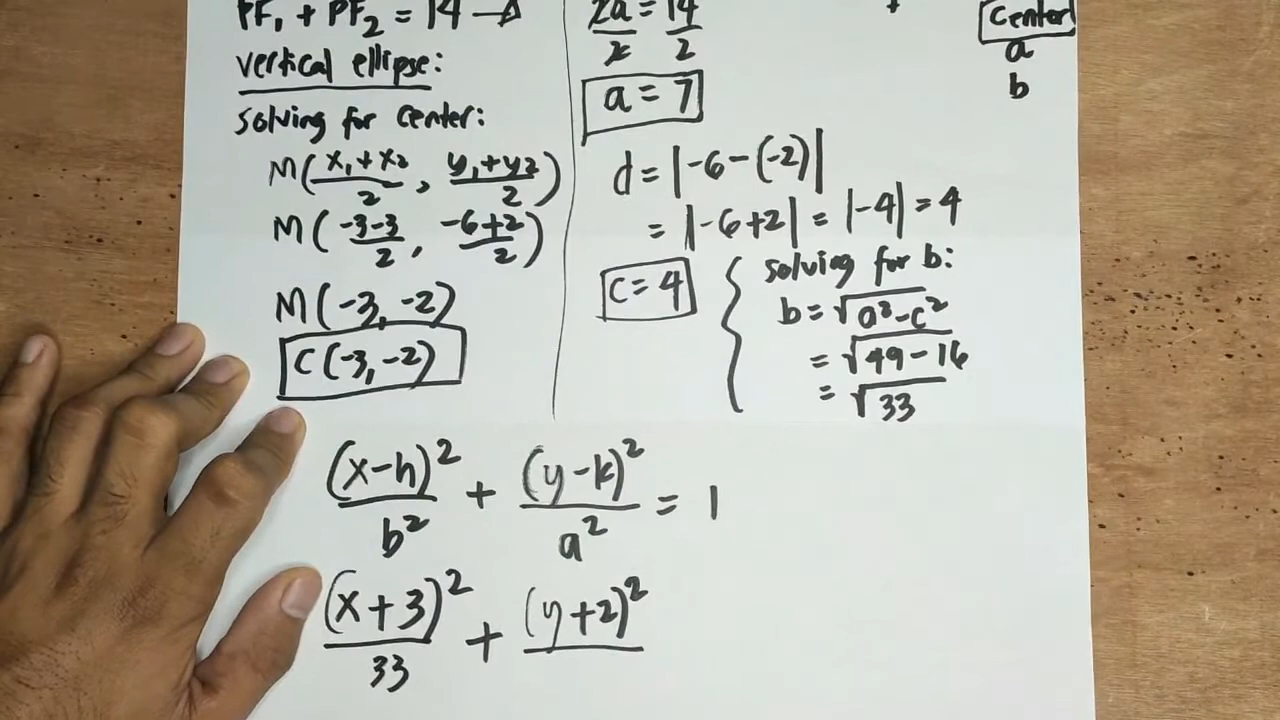 PF₁ + PF₂ = 14
vertical ellipse:
solving for center:
M((x₁+x₂)/2, (y₁+y₂)/2)
M((-3-3)/2, (-6+2)/2)
M(-3, -2)
C(-3, -2)
2a/2 = 14/2
a = 7
d = |-6-(-2)|
= |-6+2| = |-4| = 4
c = 4
solving for b:
b = √(a²-c²)
= √(49-16)
= √33
Center
a
b
(x-h)²/b² + (y-k)²/a² = 1
(x+3)²/33 + (y+2)²